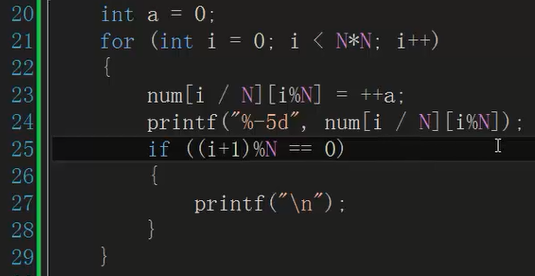 20 int a = 0;
21 for (int i = 0; i < N*N; i++)
22 {
23 num[i / N][i%N] = ++a;
24 printf("%-5d", num[i / N][i%N]);
25 if ((i+1)%N == 0)
26 {
27 printf("\n");
28 }
29 }